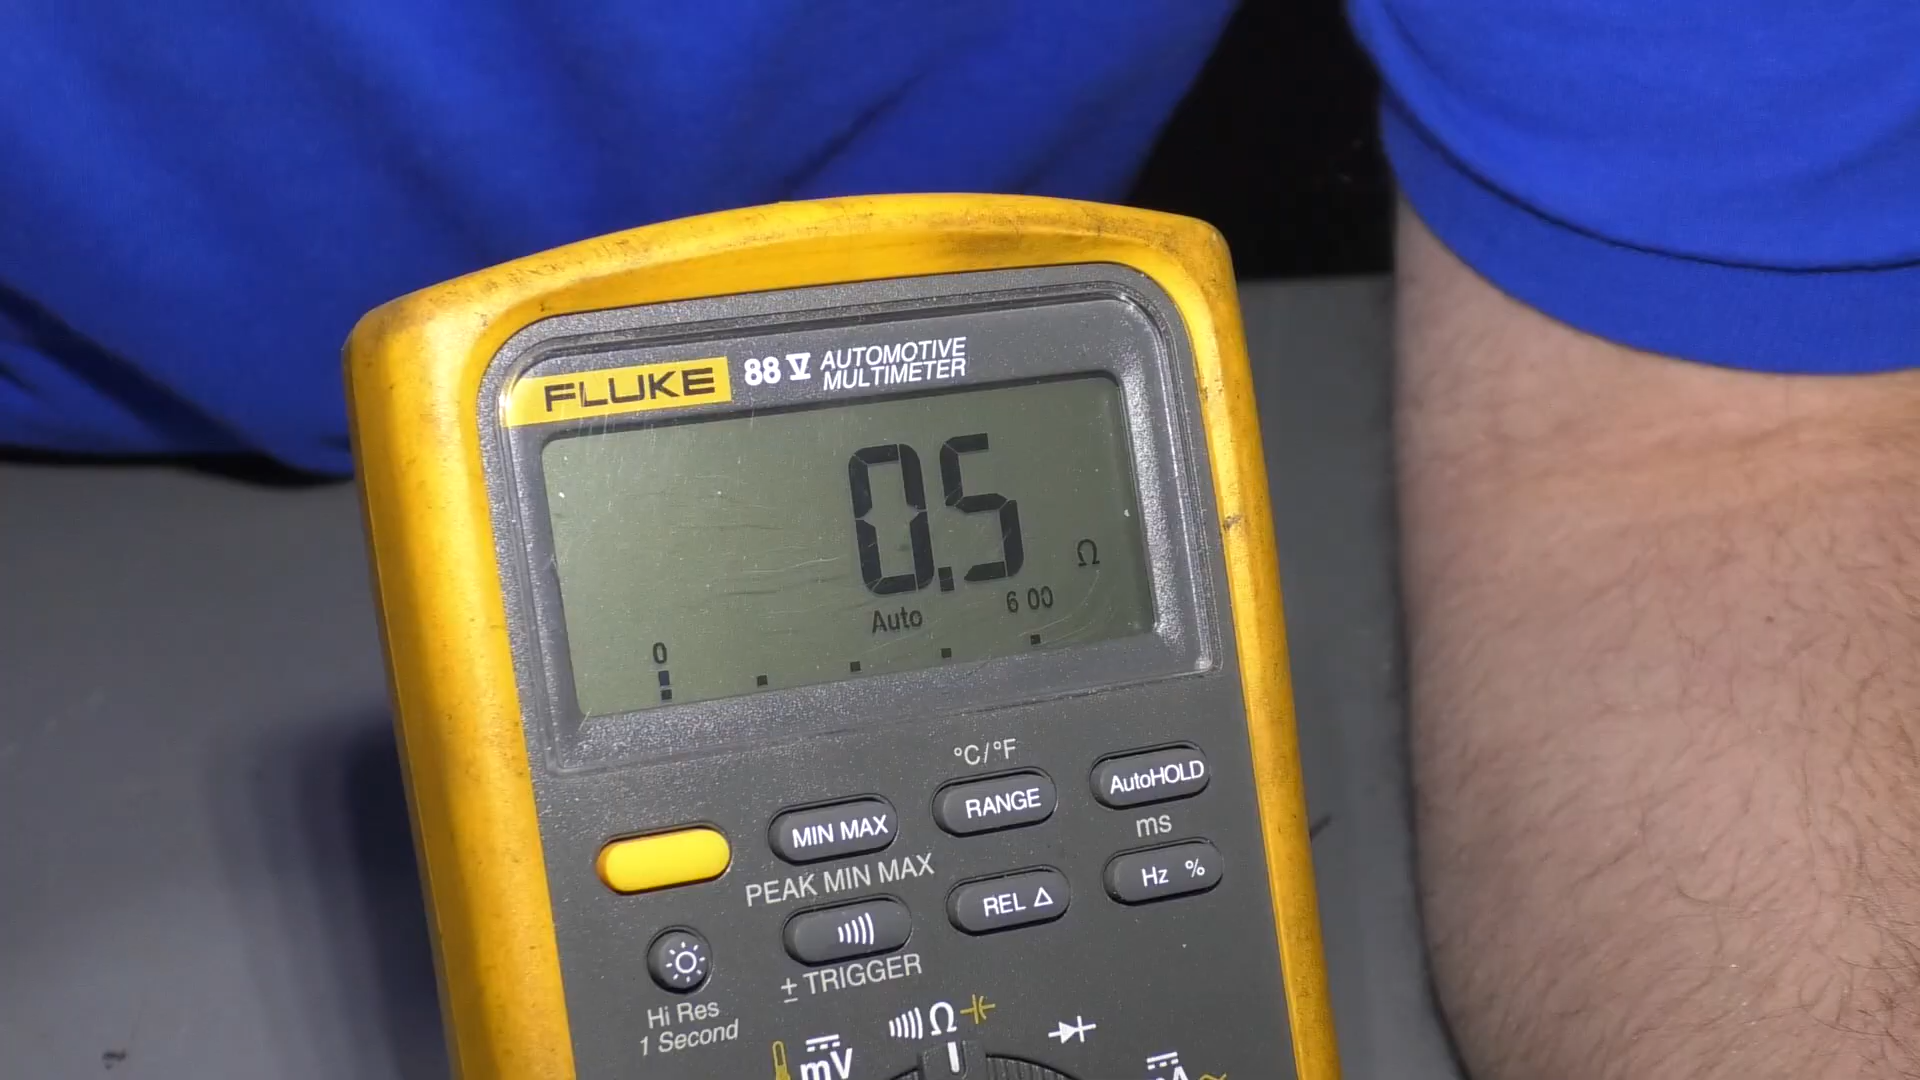 FLUKE 88 V AUTOMOTIVE
MULTIMETER
0.5 Ω
Auto 6 00
0
°C/°F
MIN MAX RANGE AutoHOLD
PEAK MIN MAX ms
REL Δ Hz %
± TRIGGER
Hi Res
1 Second
Ω
mV